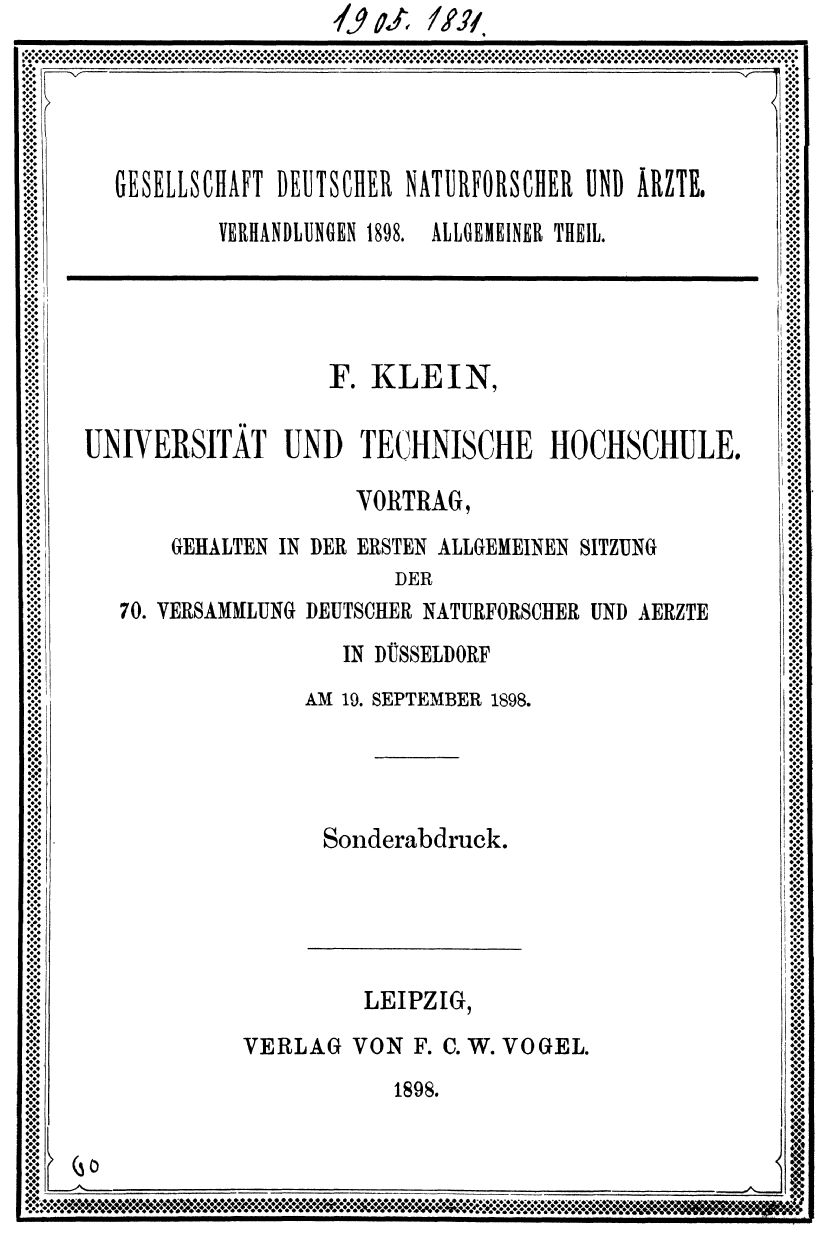 1905. 1831.
GESELLSCHAFT DEUTSCHER NATURFORSCHER UND ÄRZTE.
VERHANDLUNGEN 1898. ALLGEMEINER THEIL.
F. KLEIN,
UNIVERSITÄT UND TECHNISCHE HOCHSCHULE.
VORTRAG,
GEHALTEN IN DER ERSTEN ALLGEMEINEN SITZUNG
DER
70. VERSAMMLUNG DEUTSCHER NATURFORSCHER UND AERZTE
IN DÜSSELDORF
AM 19. SEPTEMBER 1898.
Sonderabdruck.
LEIPZIG,
VERLAG VON F. C. W. VOGEL.
1898.
60